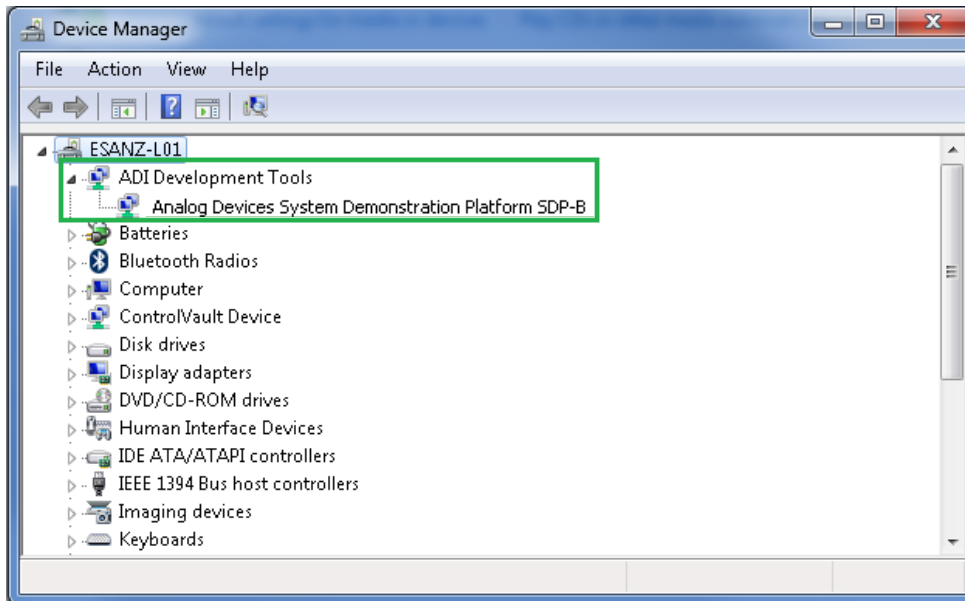 Device Manager
File Action View Help
ESANZ-L01
ADI Development Tools
Analog Devices System Demonstration Platform SDP-B
Batteries
Bluetooth Radios
Computer
ControlVault Device
Disk drives
Display adapters
DVD/CD-ROM drives
Human Interface Devices
IDE ATA/ATAPI controllers
IEEE 1394 Bus host controllers
Imaging devices
Keyboards